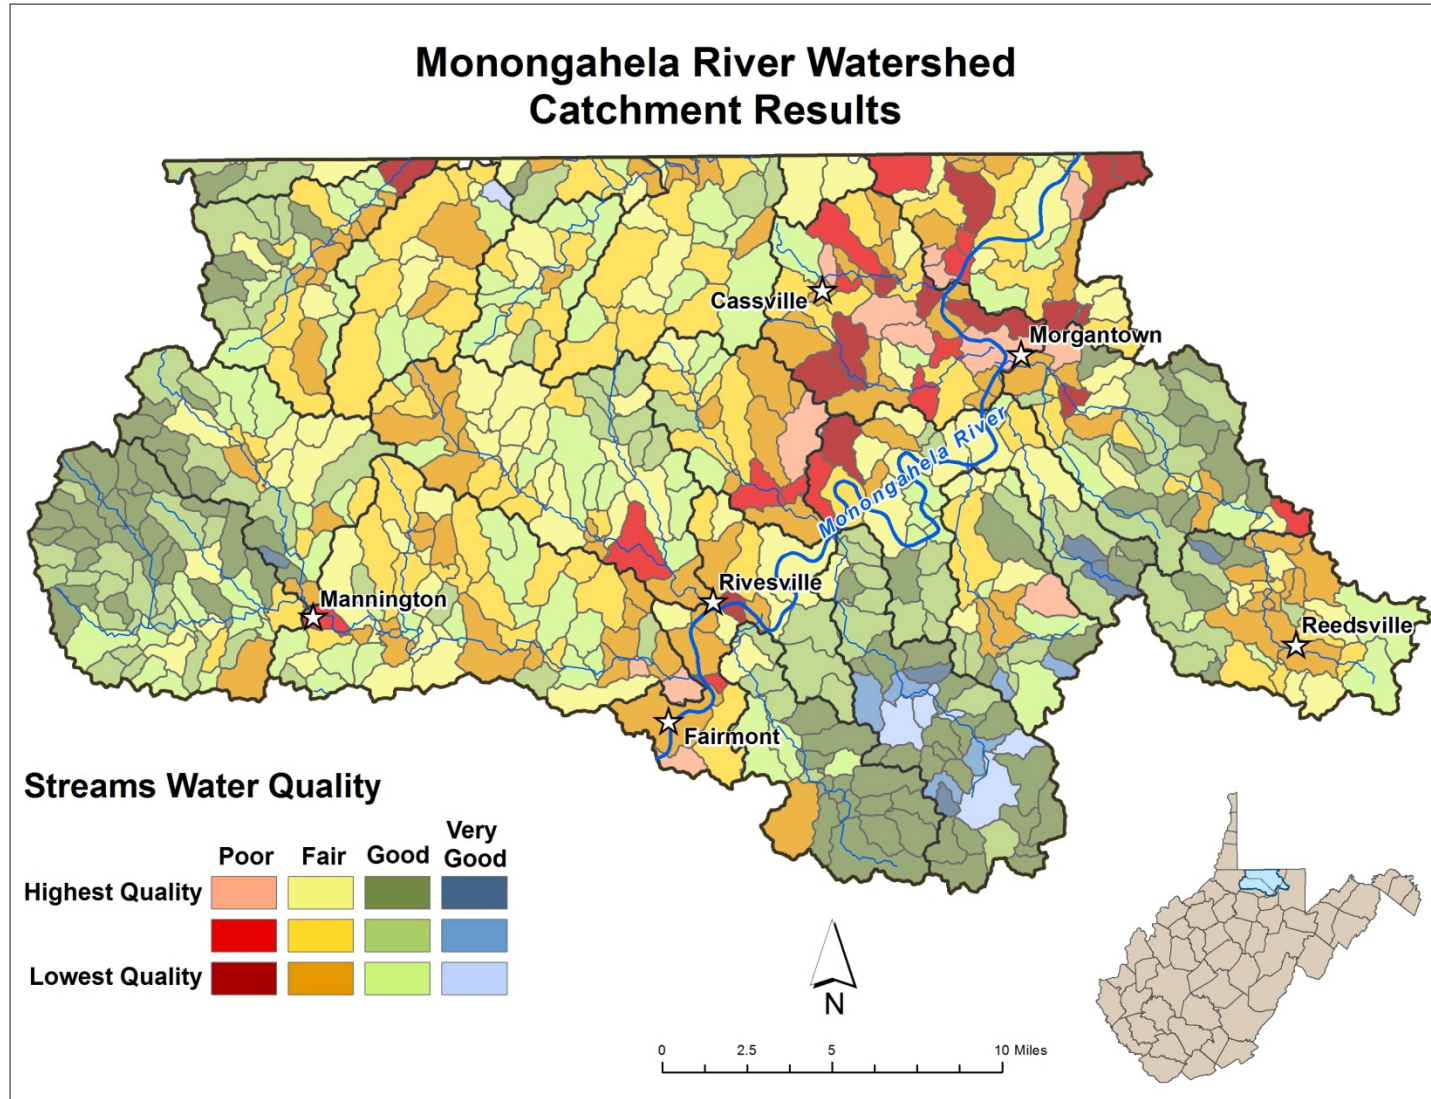 Monongahela River Watershed
Catchment Results
Cassville
Morgantown
Monongahela River
Rivesville
Mannington
Reedsville
Fairmont
Streams Water Quality
Poor Fair Good Very Good
Highest Quality
Lowest Quality
N
0 2.5 5 10 Miles